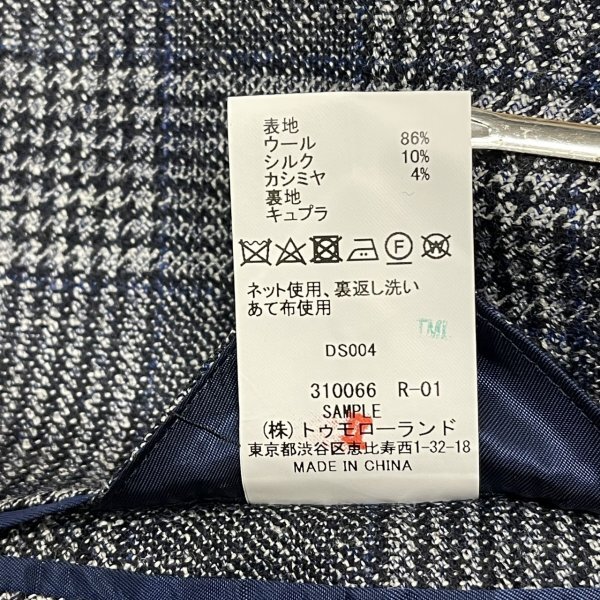 表地
ウール 86%
シルク 10%
カシミヤ 4%
裏地
キュプラ
F W
ネット使用、裏返し洗い
あて布使用
TMI
DS004
310066 R-01
SAMPLE
(株)トゥモローランド
東京都渋谷区恵比寿西1-32-18
MADE IN CHINA